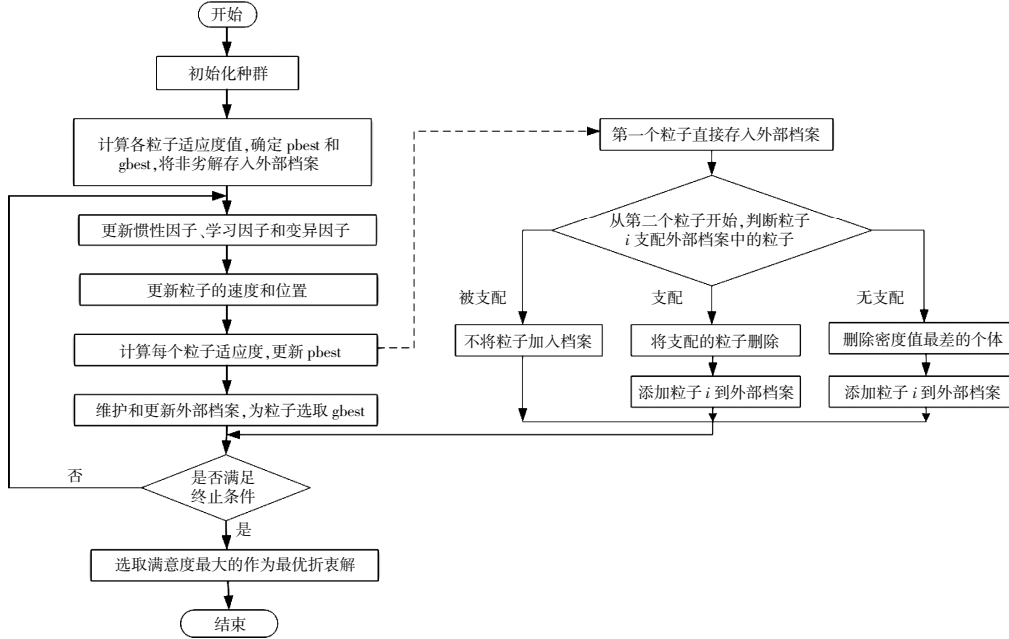 开始
初始化种群
计算各粒子适应度值,确定 pbest 和
gbest,将非劣解存入外部档案
更新惯性因子、学习因子和变异因子
更新粒子的速度和位置
计算每个粒子适应度,更新 pbest
维护和更新外部档案,为粒子选取 gbest
是否满足
终止条件
否
是
选取满意度最大的作为最优折衷解
结束
第一个粒子直接存入外部档案
从第二个粒子开始,判断粒子
i 支配外部档案中的粒子
被支配
支配
无支配
不将粒子加入档案
将支配的粒子删除
删除密度值最差的个体
添加粒子 i 到外部档案
添加粒子 i 到外部档案